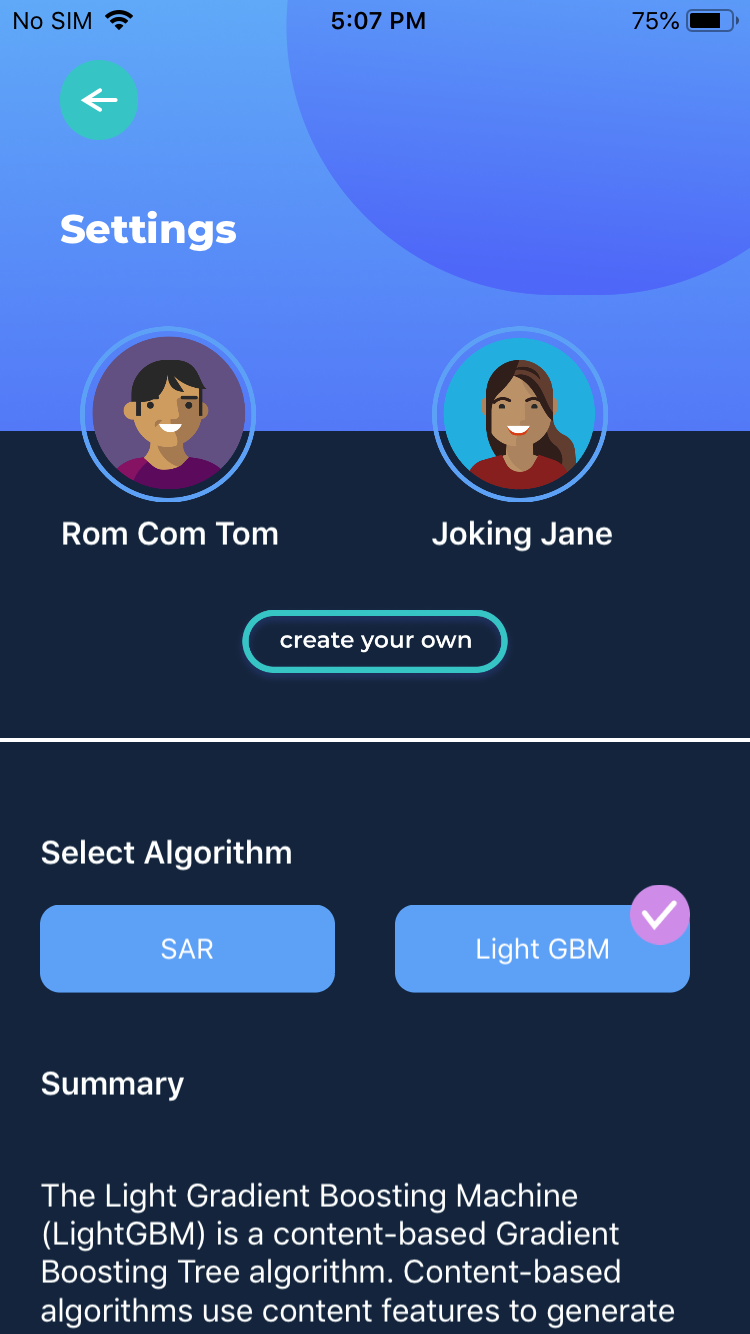 No SIM 5:07 PM 75%
Settings
Rom Com Tom Joking Jane
create your own
Select Algorithm
SAR Light GBM
Summary
The Light Gradient Boosting Machine
(LightGBM) is a content-based Gradient
Boosting Tree algorithm. Content-based
algorithms use content features to generate